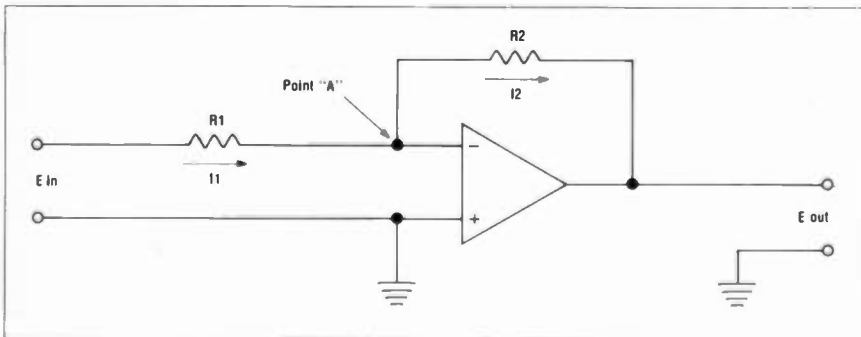 R2
I2
Point "A"
R1
I1
E in
−
+
E out